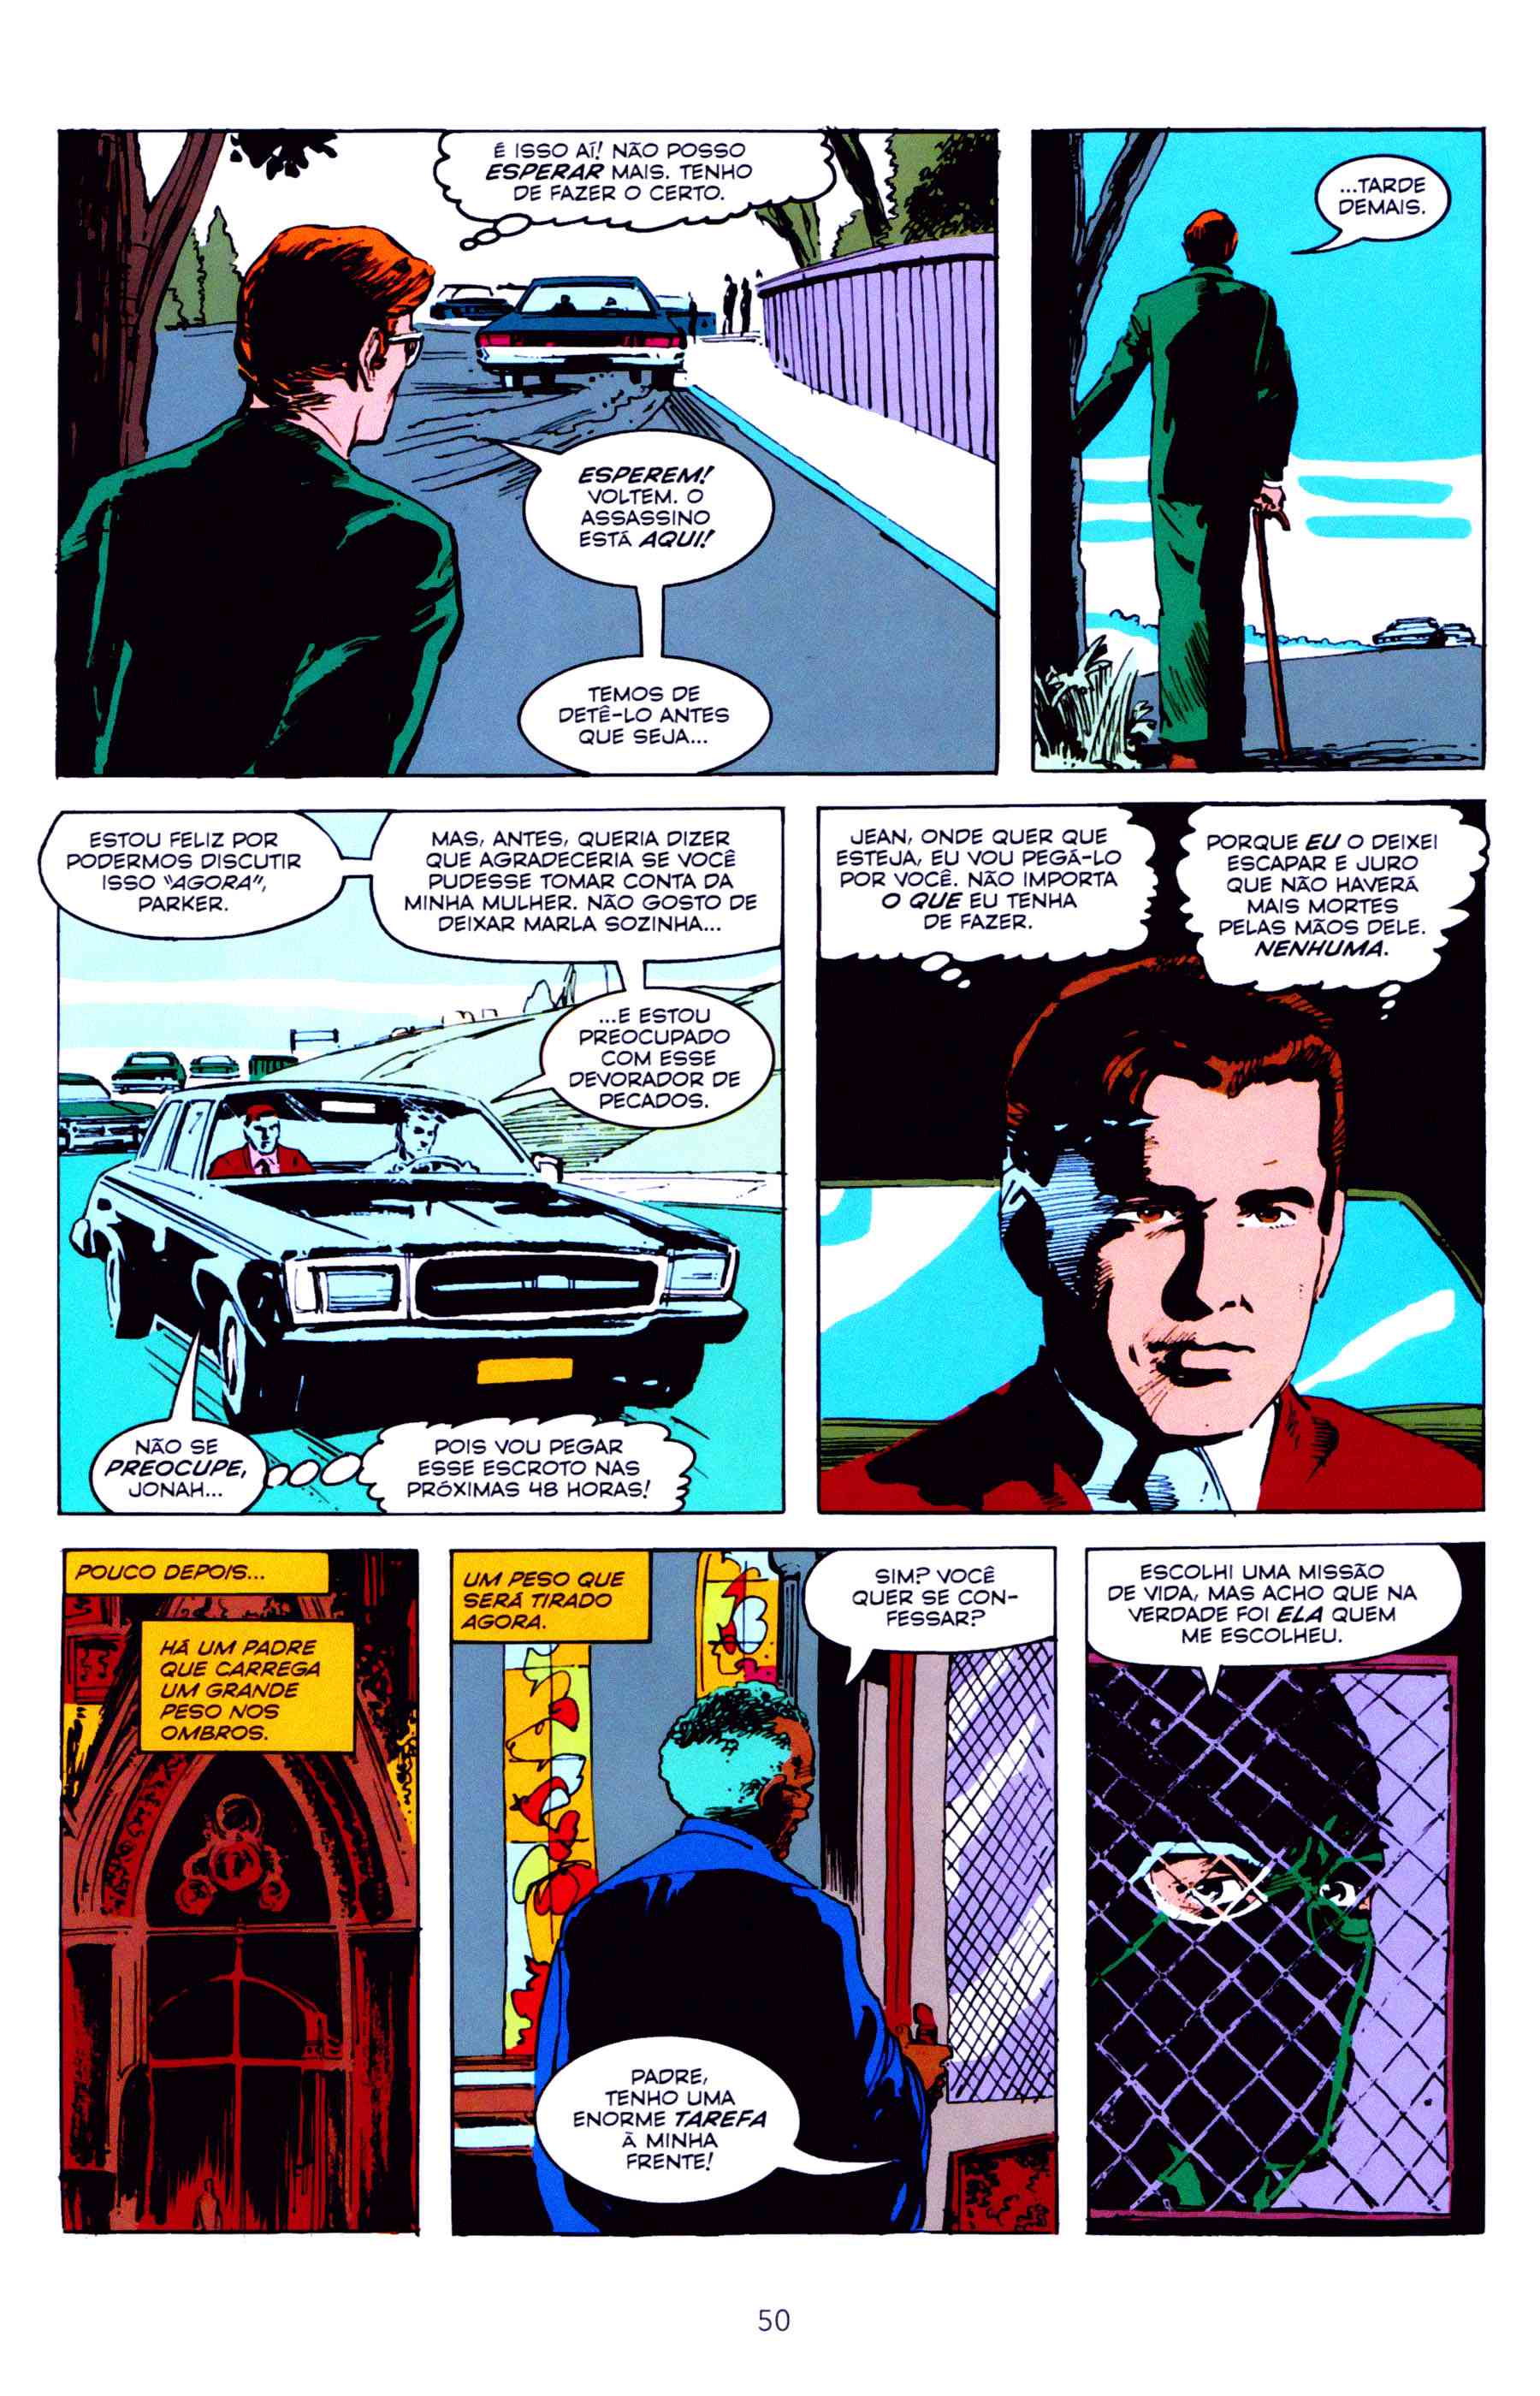 É ISSO AÍ! NÃO POSSO
ESPERAR MAIS. TENHO
DE FAZER O CERTO.
ESPEREM!
VOLTEM. O
ASSASSINO
ESTÁ AQUI!
TEMOS DE
DETÊ-LO ANTES
QUE SEJA...
...TARDE
DEMAIS.
ESTOU FELIZ POR
PODERMOS DISCUTIR
ISSO "AGORA",
PARKER.
MAS, ANTES, QUERIA DIZER
QUE AGRADECERIA SE VOCÊ
PUDESSE TOMAR CONTA DA
MINHA MULHER. NÃO GOSTO DE
DEIXAR MARLA SOZINHA...
...E ESTOU
PREOCUPADO
COM ESSE
DEVORADOR DE
PECADOS.
NÃO SE
PREOCUPE,
JONAH...
POIS VOU PEGAR
ESSE ESCROTO NAS
PRÓXIMAS 48 HORAS!
JEAN, ONDE QUER QUE
ESTEJA, EU VOU PEGÁ-LO
POR VOCÊ. NÃO IMPORTA
O QUE EU TENHA
DE FAZER.
PORQUE EU O DEIXEI
ESCAPAR E JURO
QUE NÃO HAVERÁ
MAIS MORTES
PELAS MÃOS DELE.
NENHUMA.
POUCO DEPOIS...
HÁ UM PADRE
QUE CARREGA
UM GRANDE
PESO NOS
OMBROS.
UM PESO QUE
SERÁ TIRADO
AGORA.
SIM? VOCÊ
QUER SE CON-
FESSAR?
PADRE,
TENHO UMA
ENORME TAREFA
À MINHA
FRENTE!
ESCOLHI UMA MISSÃO
DE VIDA, MAS ACHO QUE NA
VERDADE FOI ELA QUEM
ME ESCOLHEU.
50